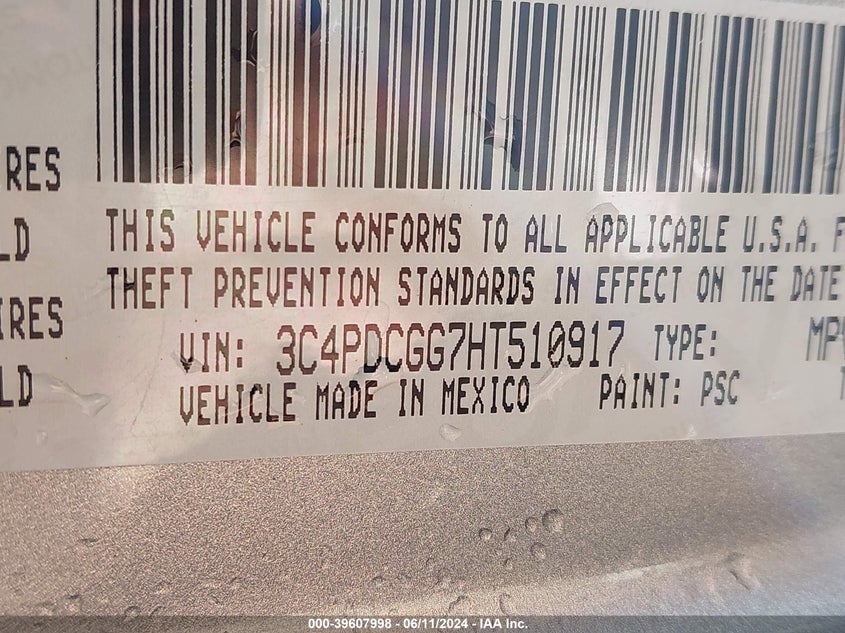 IRES
LD
THIS VEHICLE CONFORMS TO ALL APPLICABLE U.S.A. F
THEFT PREVENTION STANDARDS IN EFFECT ON THE DATE
IRES
VIN: 3C4PDCGG7HT510917 TYPE: MPV
LD
VEHICLE MADE IN MEXICO PAINT: PSC T
000-39607998 - 06/11/2024 - IAA Inc.